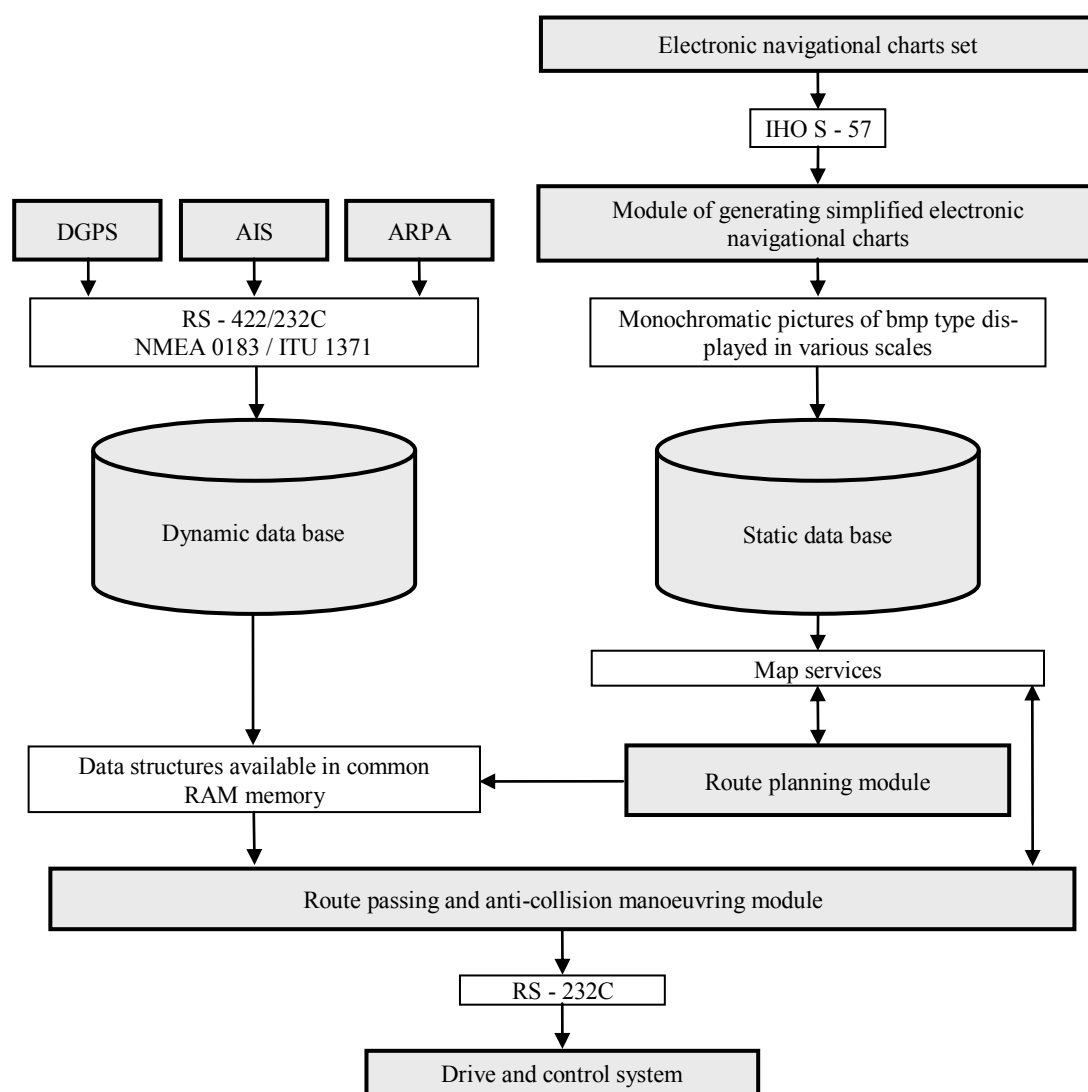 Electronic navigational charts set
IHO S - 57
Module of generating simplified electronic
navigational charts
DGPS
AIS
ARPA
RS - 422/232C
NMEA 0183 / ITU 1371
Monochromatic pictures of bmp type dis-
played in various scales
Dynamic data base
Static data base
Map services
Data structures available in common
RAM memory
Route planning module
Route passing and anti-collision manoeuvring module
RS - 232C
Drive and control system